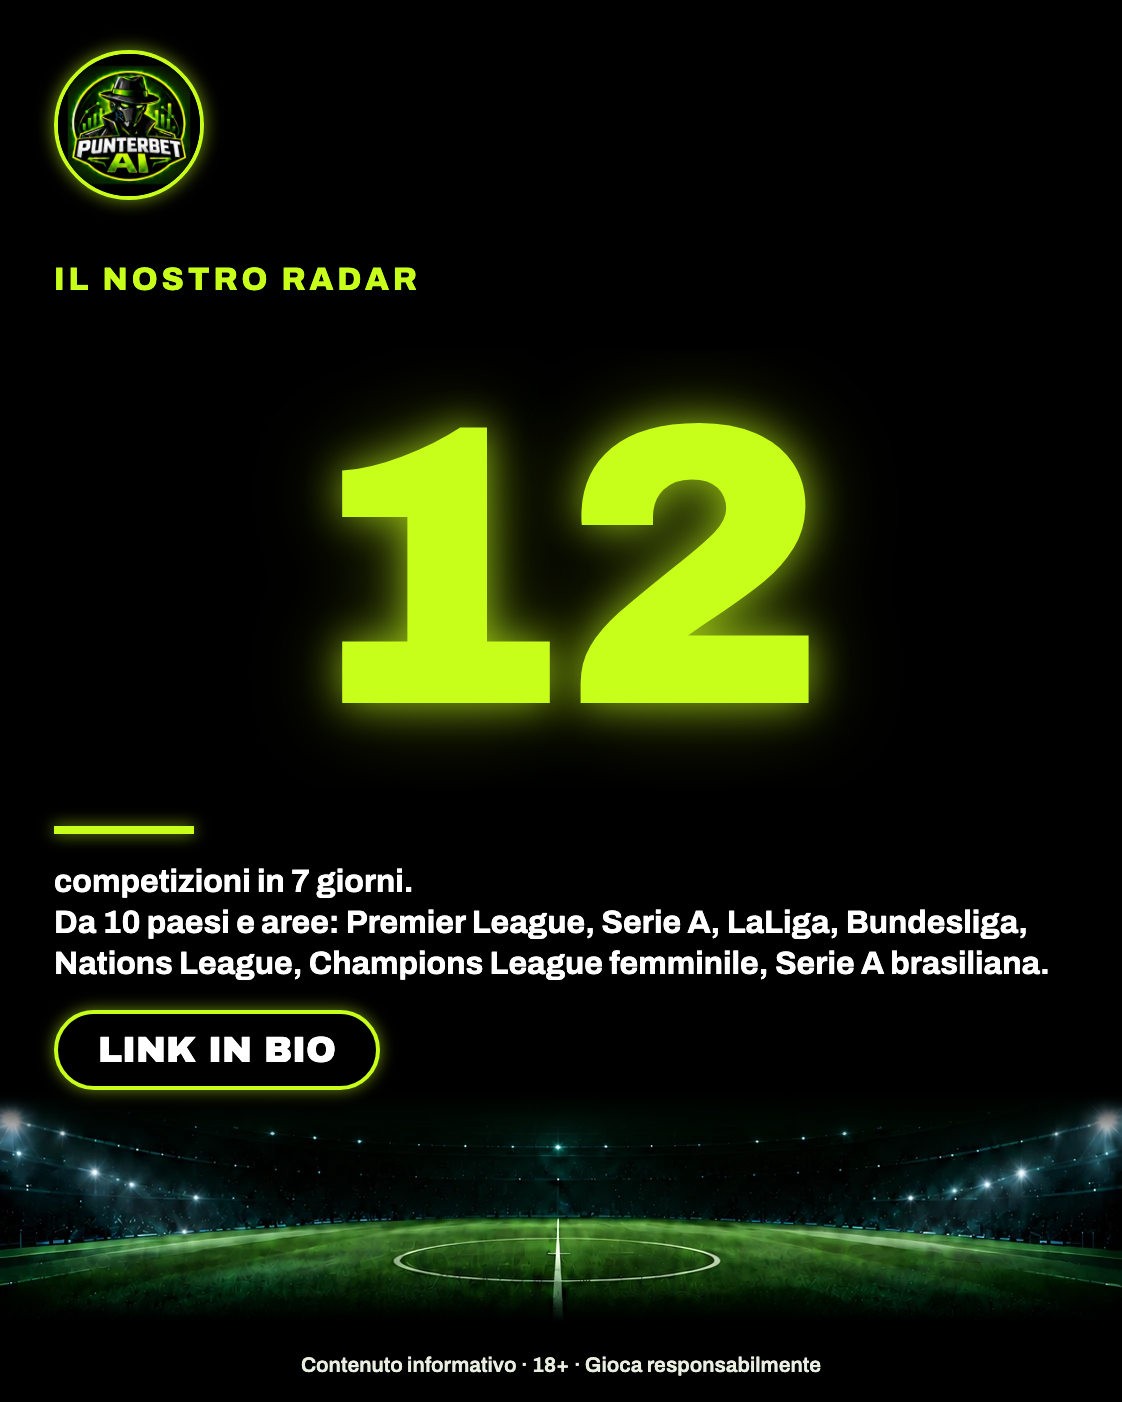 PUNTERBET
AI
IL NOSTRO RADAR
12
competizioni in 7 giorni.
Da 10 paesi e aree: Premier League, Serie A, LaLiga, Bundesliga,
Nations League, Champions League femminile, Serie A brasiliana.
LINK IN BIO
Contenuto informativo · 18+ · Gioca responsabilmente